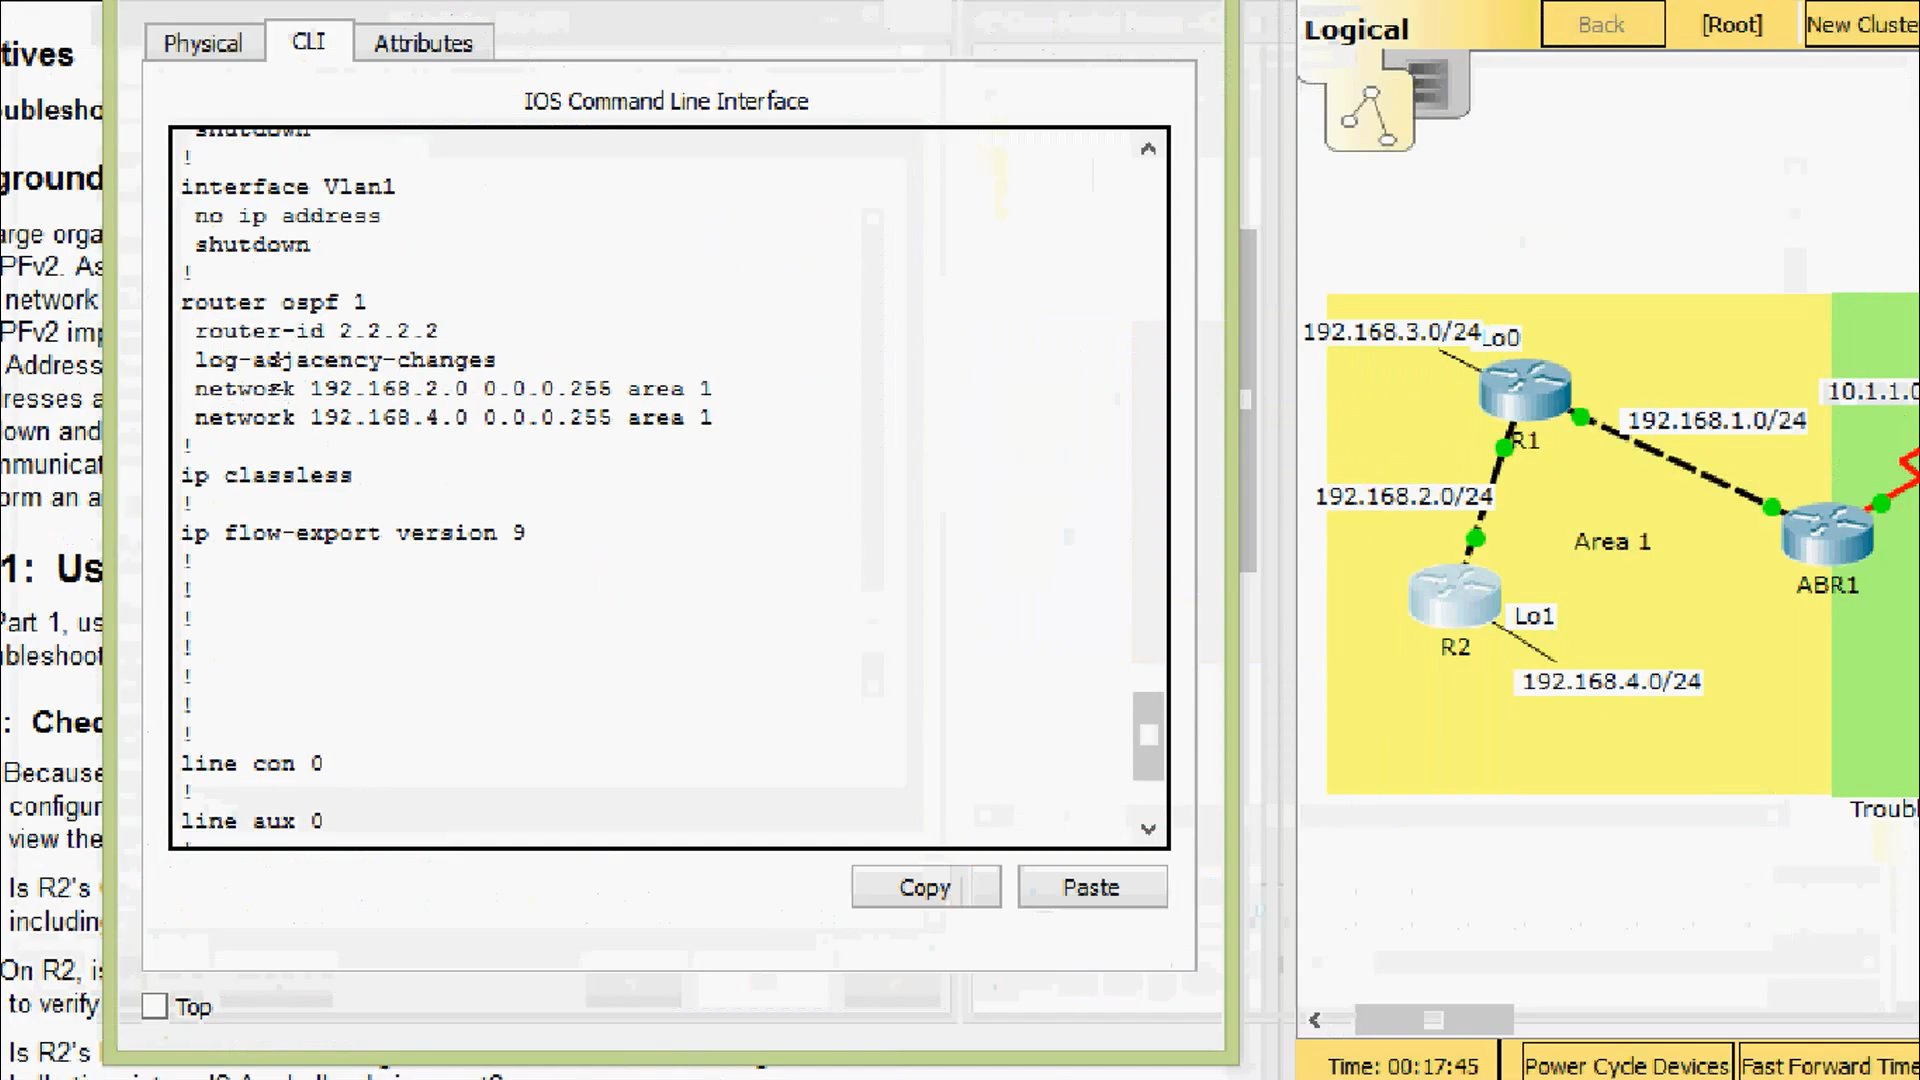 tives
oublesho
ground
arge orga
PFv2. As
network
PFv2 imp
Address
resses a
own and
nmunicat
orm an a
1: Us
Part 1, us
ubleshoot
: Chec
Because
configur
view the
Is R2's
including
On R2, is
to verify
Is R2's
Physical
CLI
Attributes
IOS Command Line Interface
shutdown
!
interface Vlan1
no ip address
shutdown
!
router ospf 1
router-id 2.2.2.2
log-adjacency-changes
network 192.168.2.0 0.0.0.255 area 1
network 192.168.4.0 0.0.0.255 area 1
!
ip classless
!
ip flow-export version 9
!
!
!
!
!
!
!
line con 0
!
line aux 0
!
Copy
Paste
Top
Logical
Back
[Root]
New Cluste
192.168.3.0/24
Lo0
10.1.1.0
192.168.1.0/24
R1
192.168.2.0/24
Area 1
ABR1
Lo1
R2
192.168.4.0/24
Troubl
Time: 00:17:45
Power Cycle Devices
Fast Forward Time